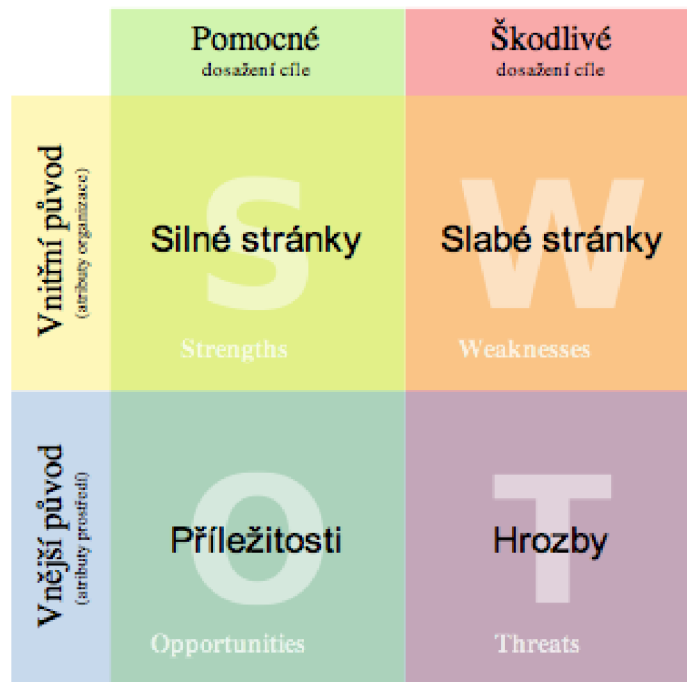 Pomocné
dosažení cíle
Škodlivé
dosažení cíle
Vnitřní původ
(atributy organizace)
S
Silné stránky
Strengths
W
Slabé stránky
Weaknesses
Vnější původ
(atributy prostředí)
O
Příležitosti
Opportunities
T
Hrozby
Threats